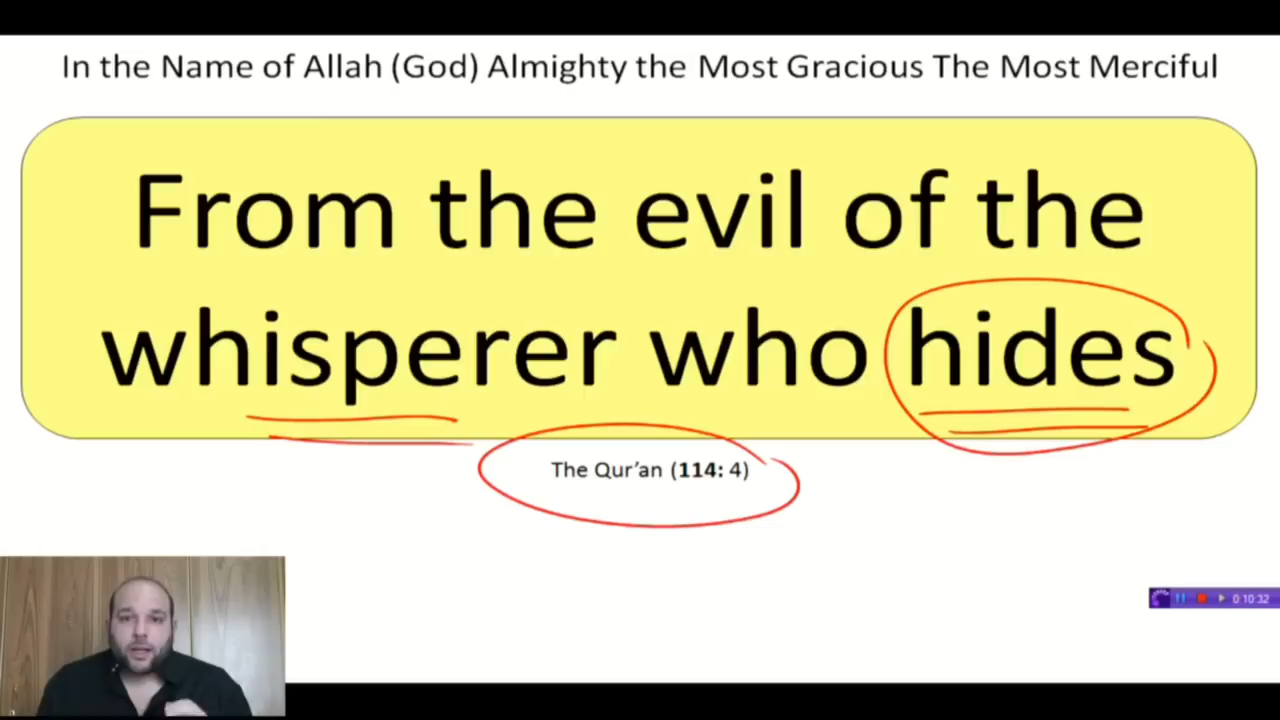 In the Name of Allah (God) Almighty the Most Gracious The Most Merciful
From the evil of the
whisperer who hides
The Qur’an (114: 4)
0:10:32